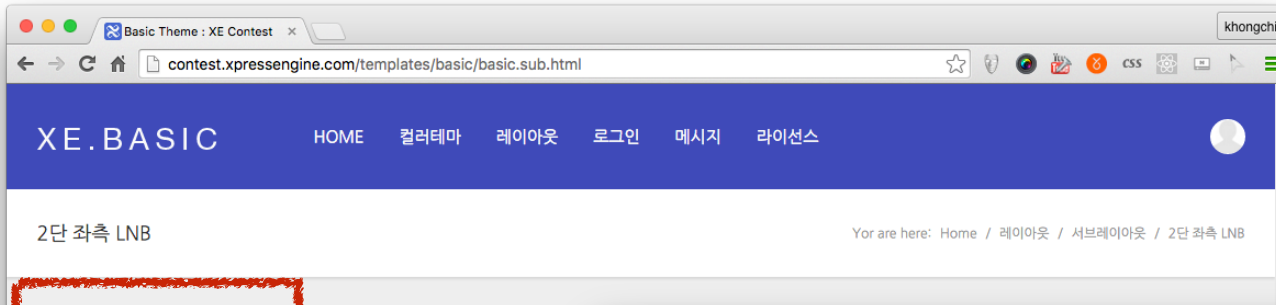 Basic Theme : XE Contest
khongchi
contest.xpressengine.com/templates/basic/basic.sub.html
css
XE.BASIC HOME 컬러테마 레이아웃 로그인 메시지 라이선스
2단 좌측 LNB
Yor are here: Home / 레이아웃 / 서브레이아웃 / 2단 좌측 LNB